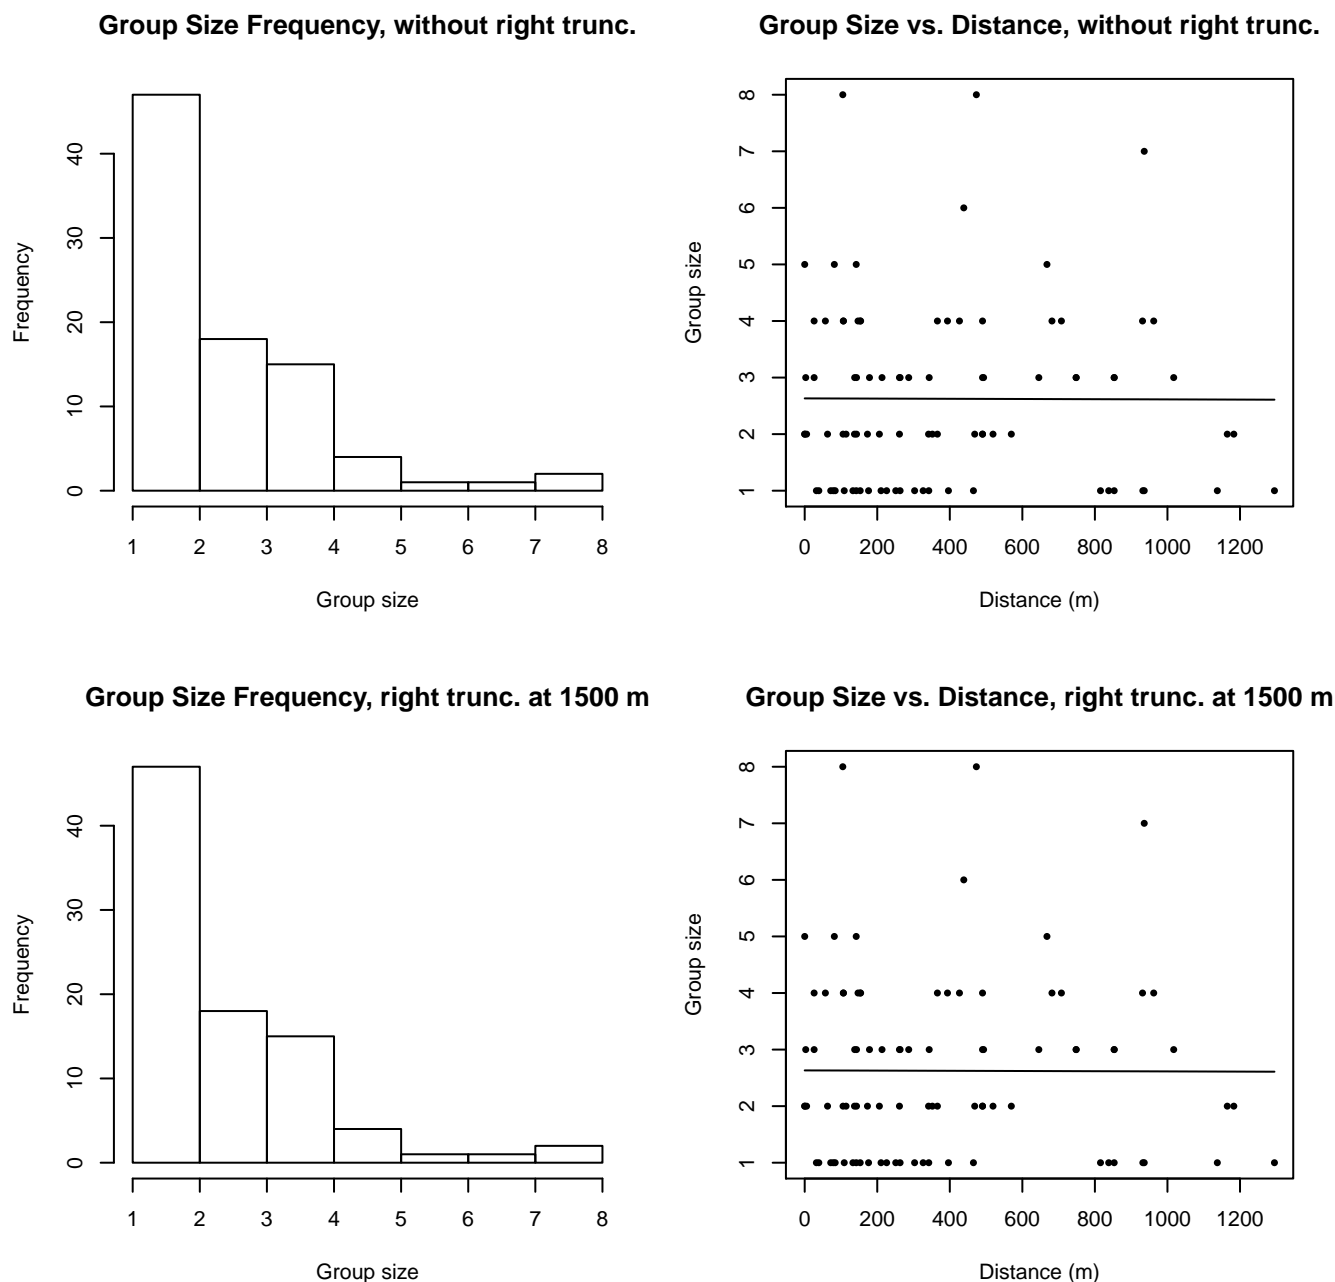 Group Size Frequency, without right trunc.
Frequency
0 10 20 30 40
1 2 3 4 5 6 7 8
Group size
Group Size vs. Distance, without right trunc.
Group size
1 2 3 4 5 6 7 8
0 200 400 600 800 1000 1200
Distance (m)
Group Size Frequency, right trunc. at 1500 m
Frequency
0 10 20 30 40
1 2 3 4 5 6 7 8
Group size
Group Size vs. Distance, right trunc. at 1500 m
Group size
1 2 3 4 5 6 7 8
0 200 400 600 800 1000 1200
Distance (m)